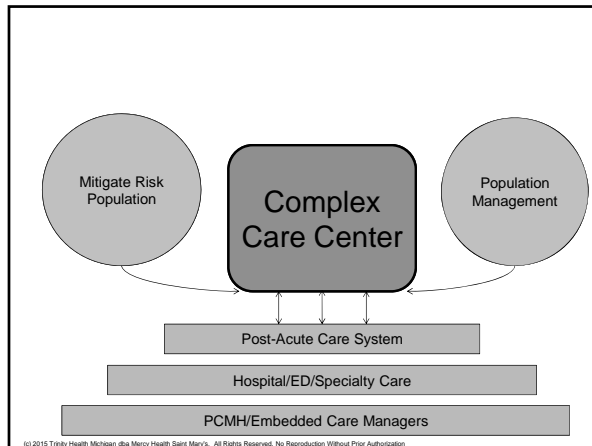 Mitigate Risk
Population
Complex
Care Center
Population
Management
Post-Acute Care System
Hospital/ED/Specialty Care
PCMH/Embedded Care Managers
(c) 2015 Trinity Health Michigan dba Mercy Health Saint Mary's. All Rights Reserved. No Reproduction Without Prior Authorization